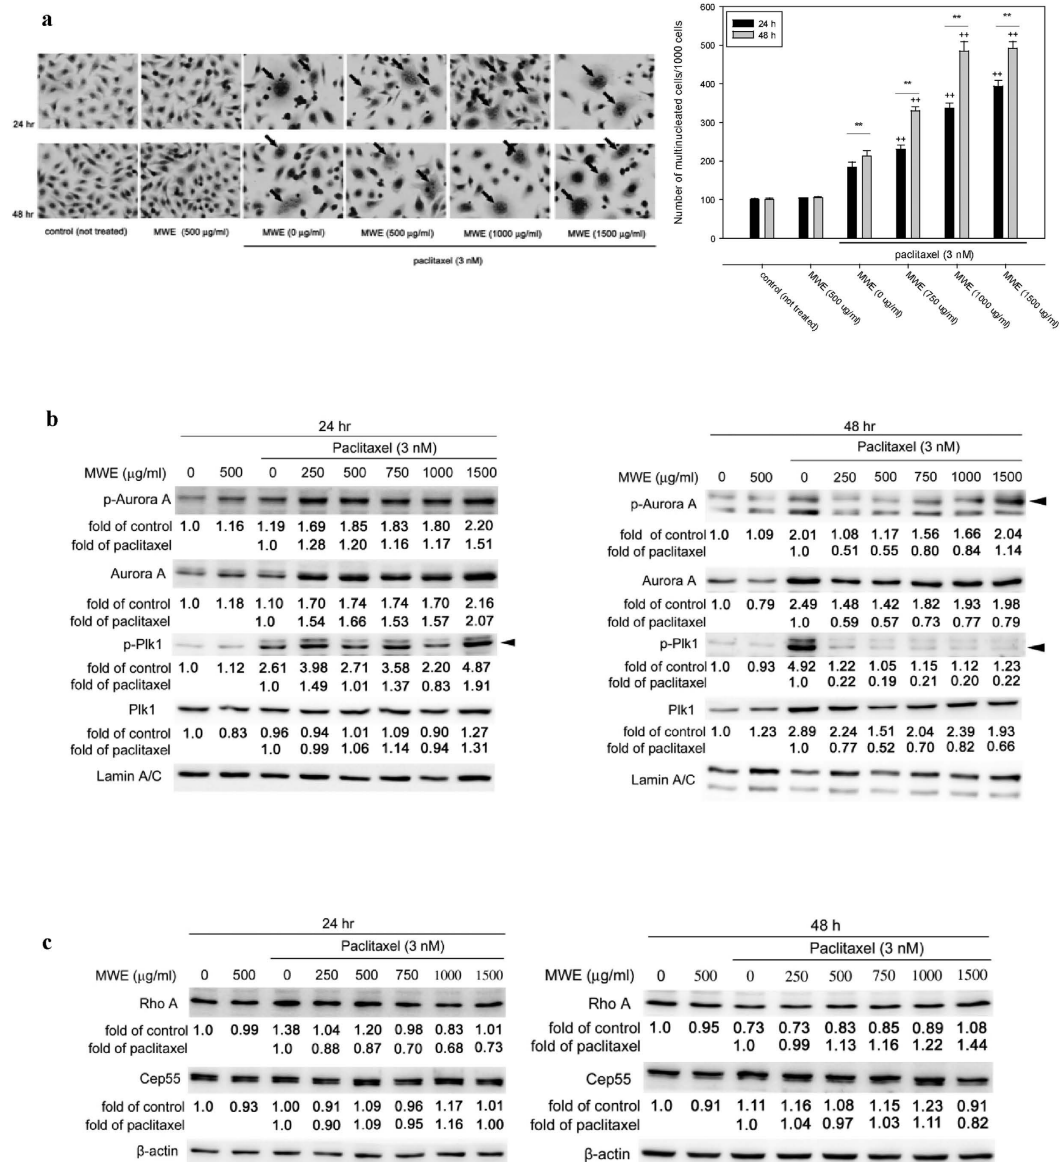 a
24 hr
48 hr
control (not treated)
MWE (500 µg/ml)
MWE (0 µg/ml)
MWE (500 µg/ml)
MWE (1000 µg/ml)
MWE (1500 µg/ml)
paclitaxel (3 nM)
Number of multinucleated cells/1000 cells
600
500
400
300
200
100
0
24 h
48 h
**
++
**
++
++
**
++
++
**
++
paclitaxel (3 nM)
control (not treated)
MWE (500 ug/ml)
MWE (0 ug/ml)
MWE (750 ug/ml)
MWE (1000 ug/ml)
MWE (1500 ug/ml)
b
24 hr
Paclitaxel (3 nM)
MWE (µg/ml) 0 500 0 250 500 750 1000 1500
p-Aurora A
fold of control 1.0 1.16 1.19 1.69 1.85 1.83 1.80 2.20
fold of paclitaxel 1.0 1.28 1.20 1.16 1.17 1.51
Aurora A
fold of control 1.0 1.18 1.10 1.70 1.74 1.74 1.70 2.16
fold of paclitaxel 1.0 1.54 1.66 1.53 1.57 2.07
p-Plk1
fold of control 1.0 1.12 2.61 3.98 2.71 3.58 2.20 4.87
fold of paclitaxel 1.0 1.49 1.01 1.37 0.83 1.91
Plk1
fold of control 1.0 0.83 0.96 0.94 1.01 1.09 0.90 1.27
fold of paclitaxel 1.0 0.99 1.06 1.14 0.94 1.31
Lamin A/C
48 hr
Paclitaxel (3 nM)
MWE (µg/ml) 0 500 0 250 500 750 1000 1500
p-Aurora A
fold of control 1.0 1.09 2.01 1.08 1.17 1.56 1.66 2.04
fold of paclitaxel 1.0 0.51 0.55 0.80 0.84 1.14
Aurora A
fold of control 1.0 0.79 2.49 1.48 1.42 1.82 1.93 1.98
fold of paclitaxel 1.0 0.59 0.57 0.73 0.77 0.79
p-Plk1
fold of control 1.0 0.93 4.92 1.22 1.05 1.15 1.12 1.23
fold of paclitaxel 1.0 0.22 0.19 0.21 0.20 0.22
Plk1
fold of control 1.0 1.23 2.89 2.24 1.51 2.04 2.39 1.93
fold of paclitaxel 1.0 0.77 0.52 0.70 0.82 0.66
Lamin A/C
c
24 hr
Paclitaxel (3 nM)
MWE (µg/ml) 0 500 0 250 500 750 1000 1500
Rho A
fold of control 1.0 0.99 1.38 1.04 1.20 0.98 0.83 1.01
fold of paclitaxel 1.0 0.88 0.87 0.70 0.68 0.73
Cep55
fold of control 1.0 0.93 1.00 0.91 1.09 0.96 1.17 1.01
fold of paclitaxel 1.0 0.90 1.09 0.95 1.16 1.00
β-actin
48 h
Paclitaxel (3 nM)
MWE (µg/ml) 0 500 0 250 500 750 1000 1500
Rho A
fold of control 1.0 0.95 0.73 0.73 0.83 0.85 0.89 1.08
fold of paclitaxel 1.0 0.99 1.13 1.16 1.22 1.44
Cep55
fold of control 1.0 0.91 1.11 1.16 1.08 1.15 1.23 0.91
fold of paclitaxel 1.0 1.04 0.97 1.03 1.11 0.82
β-actin